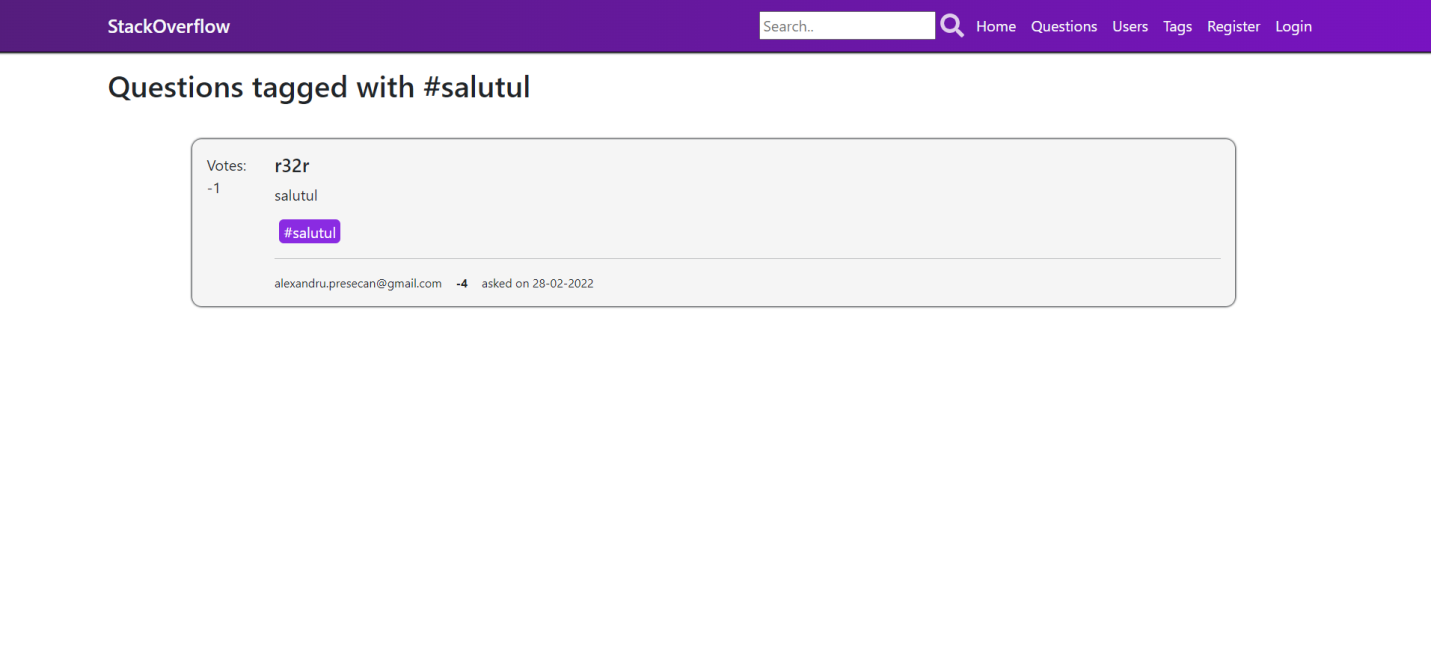 StackOverflow Search.. Home Questions Users Tags Register Login
Questions tagged with #salutul
Votes:
-1
r32r
salutul
#salutul
alexandru.presecan@gmail.com -4 asked on 28-02-2022